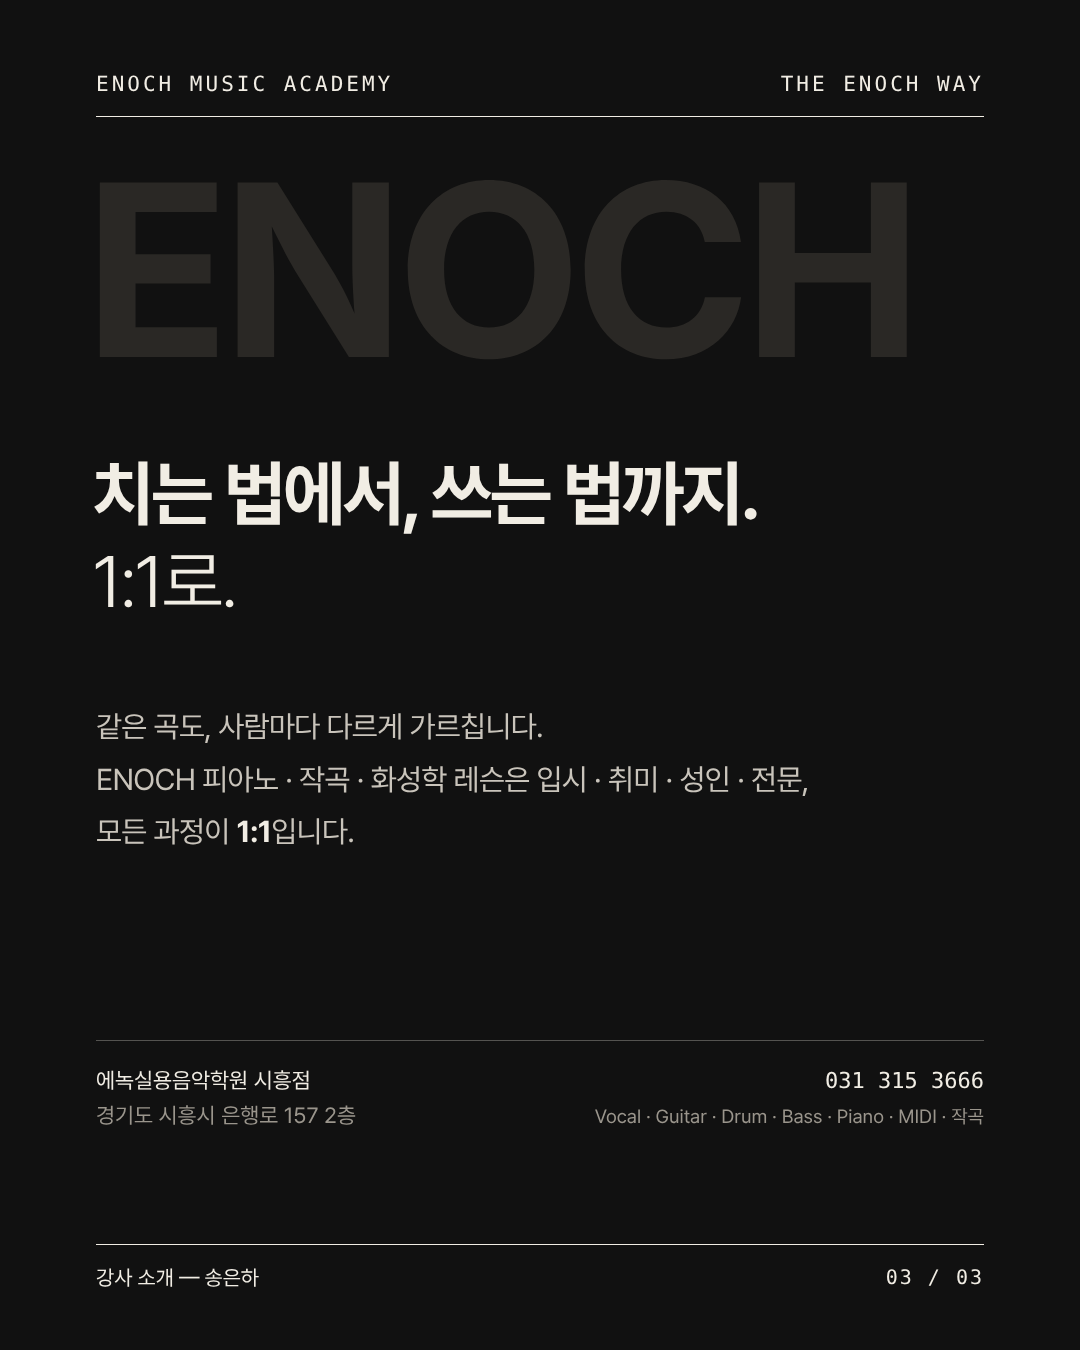 ENOCH MUSIC ACADEMY
THE ENOCH WAY
ENOCH
치는 법에서, 쓰는 법까지.
1:1로.
같은 곡도, 사람마다 다르게 가르칩니다.
ENOCH 피아노 · 작곡 · 화성학 레슨은 입시 · 취미 · 성인 · 전문,
모든 과정이 1:1입니다.
에녹실용음악학원 시흥점
031 315 3666
경기도 시흥시 은행로 157 2층
Vocal · Guitar · Drum · Bass · Piano · MIDI · 작곡
강사 소개 — 송은하
03 / 03